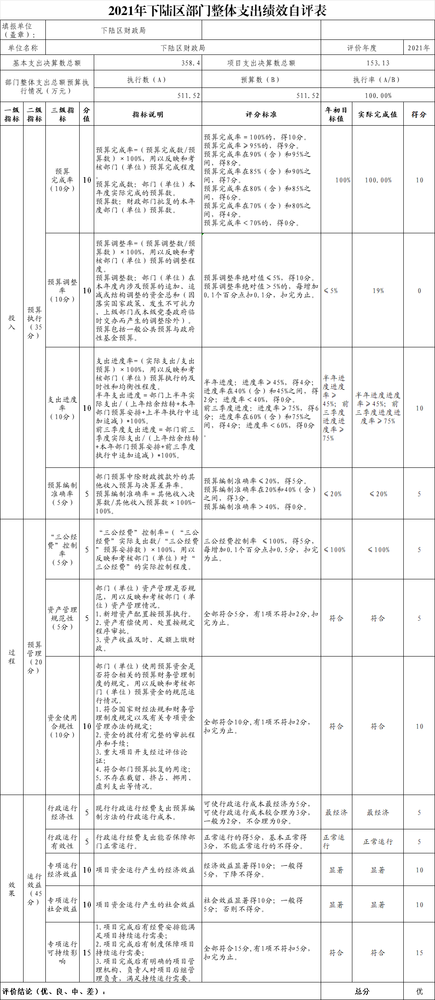 2021年下陆区部门整体支出绩效自评表
填报单位
（盖章）：
下陆区财政局
单位名称
下陆区财政局
评价年度
2021年
基本支出决算数总额
358.4
项目支出决算数总额
153.13
部门整体支出总额预算执
行情况（万元）
执行数（A）
预算数（B）
执行率（A/B）
511.52
511.52
100.00%
一级
指标
二级
指标
三级指
标
分
值
指标说明
评分标准
年初目
标值
实际完成值
得分
投
入
预算
执行
（35
分）
预算
完成率
（10分）
10
预算完成率=（预算完成数/预
算数）×100%，用以反映和考
核部门（单位）预算完成程度
。
预算完成数：部门（单位）本
年度实际完成的预算数。
预算数：财政部门批复的本年
度部门（单位）预算数。
预算完成率＝100%的，得10分。
预算完成率≥95%的，得9分。
预算完成率在90%（含）和95%之
间，得8分。
预算完成率在85%（含）和90%之
间，得7分。
预算完成率在80%（含）和85%之
间，得6分。
预算完成率在70%（含）和80%之
间，得4分。
预算完成率＜70%的，得0分。
100%
100.00%
10
预算调整
率
（10分）
10
预算调整率=（预算调整数/预
算数）×100%，用以反映和考
核部门（单位）预算的调整程
度。
预算调整数：部门（单位）在
本年度内涉及预算的追加、追
减或结构调整的资金总和（因
落实国家政策、发生不可抗力
、上级部门或本级党委政府临
时交办而产生的调整除外）。
预算包括一般公共预算与政府
性基金预算。
预算调整率绝对值≤5%，得10分。
预算调整率绝对值＞5%的，每增加
0.1个百分点扣0.1分，扣完为止。
≤5%
19%
0
支出进度
率
（10分）
10
支出进度率=（实际支出/支出
预算）×100%，用以反映和考
核部门（单位）预算执行的及
时性和均衡性程度。
半年支出进度＝部门上半年实
际支出/（上年结余结转+本年
部门预算安排+上半年执行中追
加追减）*100%。
前三季度支出进度＝部门前三
季度实际支出/（上年结余结转
+本年部门预算安排+前三季度
执行中追加追减）*100%。
半年进度：进度率≥45%，得4分；
进度率在40%（含）和45%之间，得
2分；进度率＜40%，得0分。
前三季度进度：进度率≥75%，得6
分；进度率在60%（含）和75%之
间，得4分；进度率＜60%，得0分
。
半年进
度进度
率≥
45%；前
三季度
进度进
度率≥
75%
半年进度进度
率≥45%；前
三季度进度进
度率≥75%
10
预算编制
准确率
（5分）
5
部门预算中除财政拨款外的其
他收入预算与决算差异率。
预算编制准确率＝其他收入决
算数/其他收入预算数×100%-
100%。
预算编制准确率≤20%，得5分。
预算编制准确率在20%和40%（含）
之间，得3分。
预算编制准确率＞40%，得0分。
≤20%
≤20%
5
过
程
预算
管理
（20
分）
“三公经
费”控制
率
（5分）
5
“三公经费”控制率=（“三公
经费”实际支出数/“三公经费
”预算安排数）×100%，用以
反映和考核部门（单位）对“
三公经费”的实际控制程度。
三公经费控制率 ≤100%，得5分，
每增加0.1个百分点扣0.5分，扣完
为止。
≤100%
≤100%
5
资产管理
规范性
（5分）
5
部门（单位）资产管理是否规
范，用以反映和考核部门（单
位）资产管理情况。
1.新增资产配置按预算执行。
2.资产有偿使用、处置按规定
程序审批。
3.资产收益及时、足额上缴财
政。
全部符合5分，有1项不符扣2分,扣
完为止。
符合
符合
5
资金使用
合规性
（10分）
10
部门（单位）使用预算资金是
否符合相关的预算财务管理制
度的规定，用以反映和考核部
门（单位）预算资金的规范运
行情况。
1.符合国家财经法规和财务管
理制度规定以及有关专项资金
管理办法的规定；
2.资金的拨付有完整的审批程
序和手续；
3.重大项目开支经过评估论
证；
4.符合部门预算批复的用途；
5.不存在截留、挤占、挪用、
虚列支出等情况。
全部符合10分,有1项不符扣2分，
扣完为止。
符合
符合
10
效
果
运行
效益
（45
分）
行政运行
经济性
5
现行行政运行经费支出预算编
制方法的行政运行成本。
可使行政运行成本最经济为5分，
可使行政运行成本较合理为3分，
一般为2分，不合理为0分。
最经济
最经济
5
行政运行
有效性
5
行政运行经费支出能否保障部
门正常运行。
正常运行的得5分，基本正常得
3分，不能正常运行的不得分。
正常运
行
正常运行
5
专项运行
经济效益
10
项目资金运行产生的经济效益
经济效益显著得10分；一般得
5分，下降不得分。
显著
显著
10
专项运行
社会效益
10
项目资金运行产生的社会效益
社会效益显著得10分；一般得
5分；否则不得分。
显著
显著
10
专项运行
可持续影
响
15
1.项目完成后有经费安排能满
足项目持续运行需要；
2.项目完成后有制度保障项目
持续运行需要；
3.项目完成后有明确的项目管
理机构、负责人对项目后继管
理负责，满足持续运行需要。
全部符合15分,有1项不符扣5分，
扣完为止。
符合
符合
15
评价结论（优、良、中、差）：
总分
优